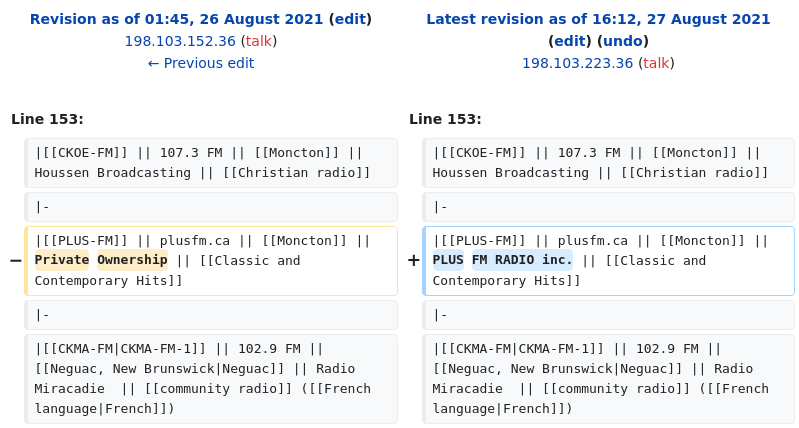 Revision as of 01:45, 26 August 2021 (edit)
198.103.152.36 (talk)
← Previous edit
Latest revision as of 16:12, 27 August 2021
(edit) (undo)
198.103.223.36 (talk)
Line 153:
|[[CKOE-FM]] || 107.3 FM || [[Moncton]] ||
Houssen Broadcasting || [[Christian radio]]
|-
− |[[PLUS-FM]] || plusfm.ca || [[Moncton]] ||
Private Ownership || [[Classic and
Contemporary Hits]]
|-
|[[CKMA-FM|CKMA-FM-1]] || 102.9 FM ||
[[Neguac, New Brunswick|Neguac]] || Radio
Miracadie  || [[community radio]] ([[French
language|French]])
Line 153:
|[[CKOE-FM]] || 107.3 FM || [[Moncton]] ||
Houssen Broadcasting || [[Christian radio]]
|-
+ |[[PLUS-FM]] || plusfm.ca || [[Moncton]] ||
PLUS FM RADIO inc. || [[Classic and
Contemporary Hits]]
|-
|[[CKMA-FM|CKMA-FM-1]] || 102.9 FM ||
[[Neguac, New Brunswick|Neguac]] || Radio
Miracadie  || [[community radio]] ([[French
language|French]])